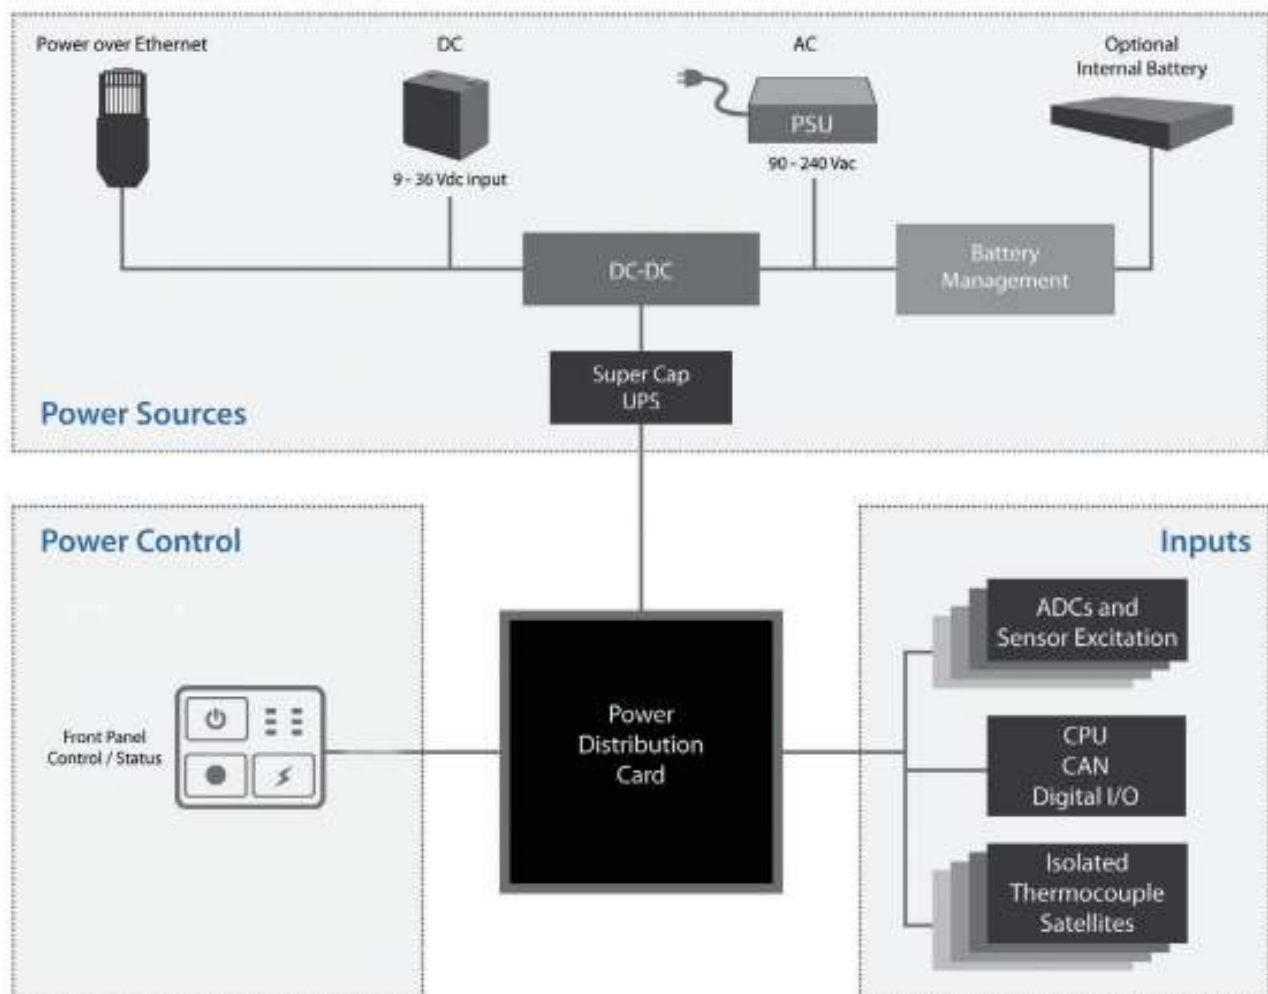 Power over Ethernet
DC
AC
Optional
Internal Battery
PSU
9 - 36 Vdc input
90 - 240 Vac
DC-DC
Battery
Management
Super Cap
UPS
Power Sources
Power Control
Inputs
Front Panel
Control / Status
Power
Distribution
Card
ADCs and
Sensor Excitation
CPU
CAN
Digital I/O
Isolated
Thermocouple
Satellites